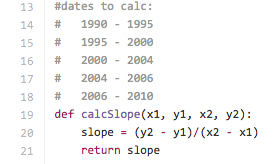 13 #dates to calc:
14 #   1990 - 1995
15 #   1995 - 2000
16 #   2000 - 2004
17 #   2004 - 2006
18 #   2006 - 2010
19 def calcSlope(x1, y1, x2, y2):
20     slope = (y2 - y1)/(x2 - x1)
21     return slope